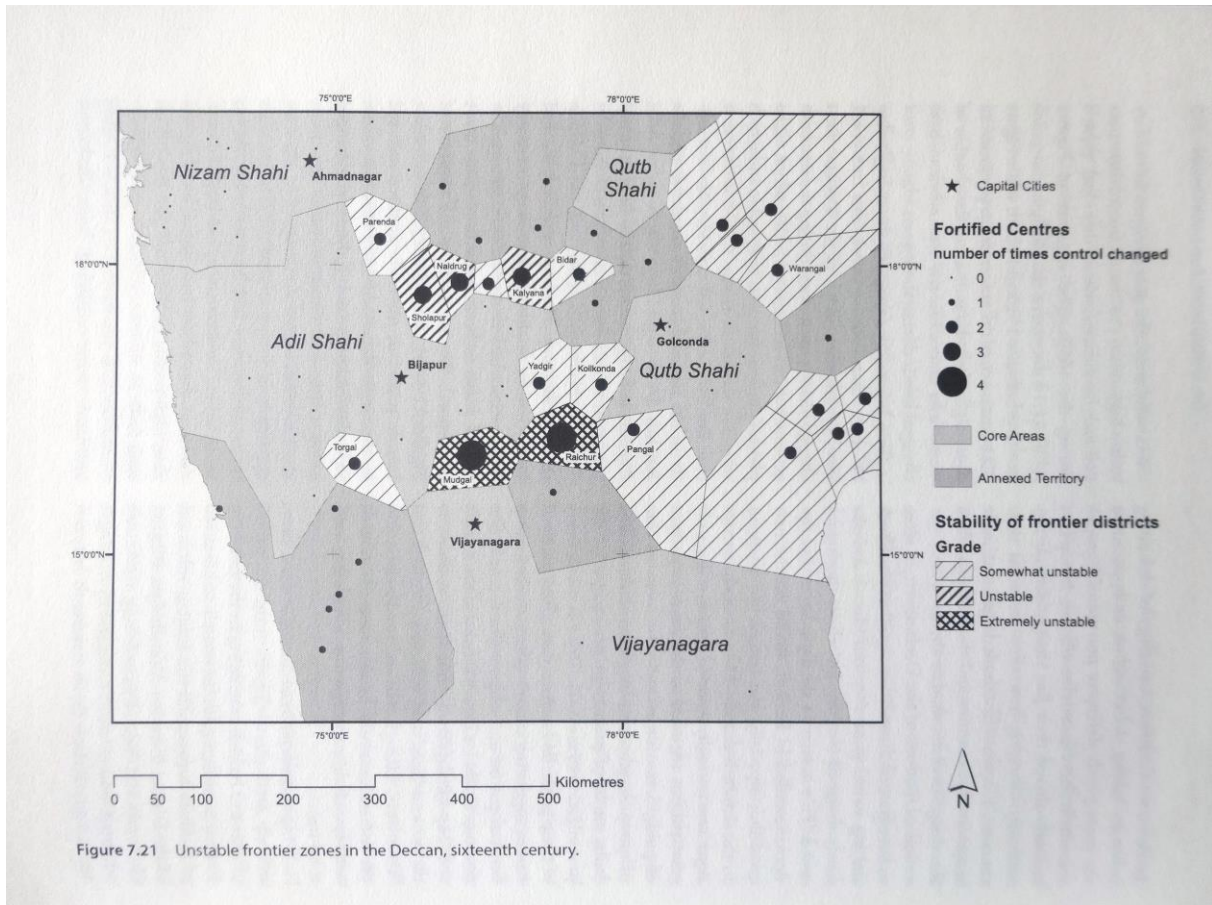 75°0'0"E
78°0'0"E
Nizam Shahi
Ahmadnagar
Qutb
Shahi
Parenda
18°0'0"N
Naldrug
Bidar
18°0'0"N
Kalyana
Warangal
Sholapur
Adil Shahi
Golconda
Bijapur
Yadgir
Koilkonda
Qutb Shahi
Torgal
Pangal
Raichur
Mudgal
Vijayanagara
15°0'0"N
15°0'0"N
Vijayanagara
75°0'0"E
78°0'0"E
Capital Cities
Fortified Centres
number of times control changed
0
1
2
3
4
Core Areas
Annexed Territory
Stability of frontier districts
Grade
Somewhat unstable
Unstable
Extremely unstable
Kilometres
0 50 100 200 300 400 500
N
Figure 7.21 Unstable frontier zones in the Deccan, sixteenth century.